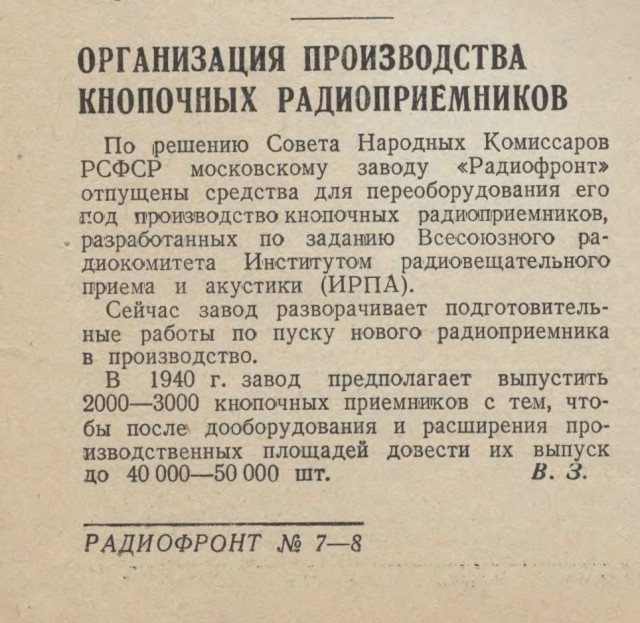 ОРГАНИЗАЦИЯ ПРОИЗВОДСТВА
КНОПОЧНЫХ РАДИОПРИЕМНИКОВ
По решению Совета Народных Комиссаров
РСФСР московскому заводу «Радиофронт»
отпущены средства для переоборудования его
под производство кнопочных радиоприемников,
разработанных по заданию Всесоюзного ра-
диокомитета Институтом радиовещательного
приема и акустики (ИРПА).
Сейчас завод разворачивает подготовитель-
ные работы по пуску нового радиоприемника
в производство.
В 1940 г. завод предполагает выпустить
2000—3000 кнопочных приемников с тем, что-
бы после дооборудования и расширения про-
изводственных площадей довести их выпуск
до 40 000—50 000 шт. В. З.
РАДИОФРОНТ № 7—8